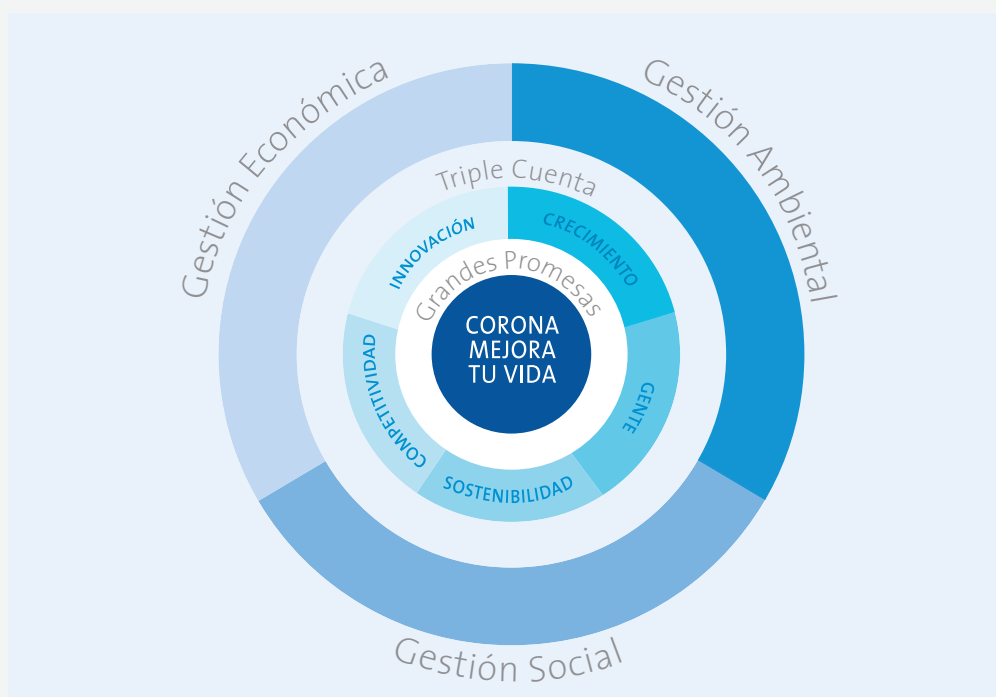 Gestión Económica
Gestión Ambiental
Triple Cuenta
INNOVACIÓN
CRECIMIENTO
Grandes Promesas
CORONA
MEJORA
TU VIDA
COMPETITIVIDAD
GENTE
SOSTENIBILIDAD
Gestión Social